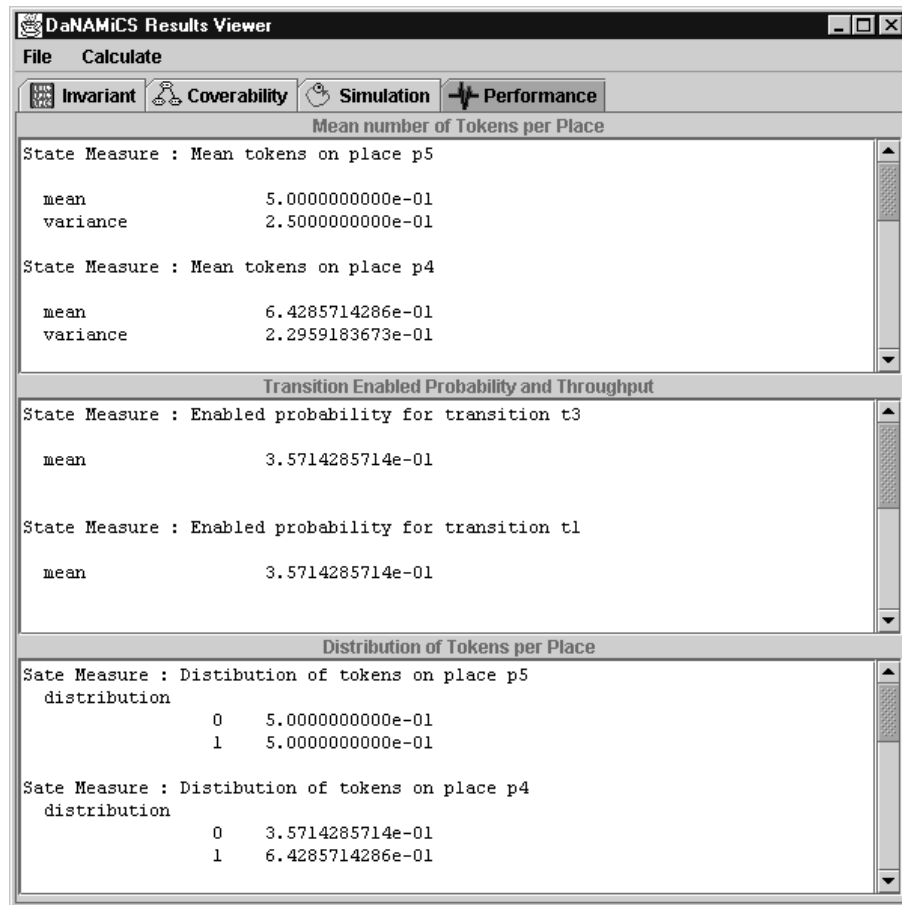 DaNAMiCS Results Viewer
File Calculate
Invariant Coverability Simulation Performance
Mean number of Tokens per Place
State Measure : Mean tokens on place p5
mean 5.0000000000e-01
variance 2.5000000000e-01
State Measure : Mean tokens on place p4
mean 6.4285714286e-01
variance 2.2959183673e-01
Transition Enabled Probability and Throughput
State Measure : Enabled probability for transition t3
mean 3.5714285714e-01
State Measure : Enabled probability for transition t1
mean 3.5714285714e-01
Distribution of Tokens per Place
Sate Measure : Distibution of tokens on place p5
distribution
0 5.0000000000e-01
1 5.0000000000e-01
Sate Measure : Distibution of tokens on place p4
distribution
0 3.5714285714e-01
1 6.4285714286e-01